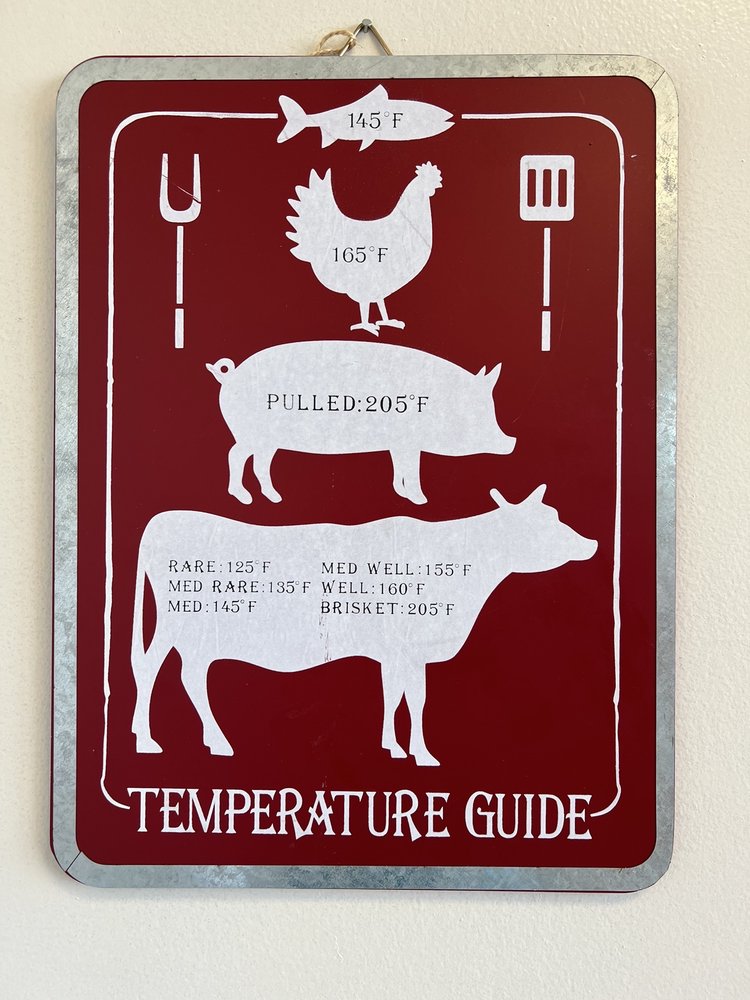 145°F
165°F
PULLED:205°F
RARE:125°F MED WELL:155°F
MED RARE:135°F WELL:160°F
MED:145°F BRISKET:205°F
TEMPERATURE GUIDE